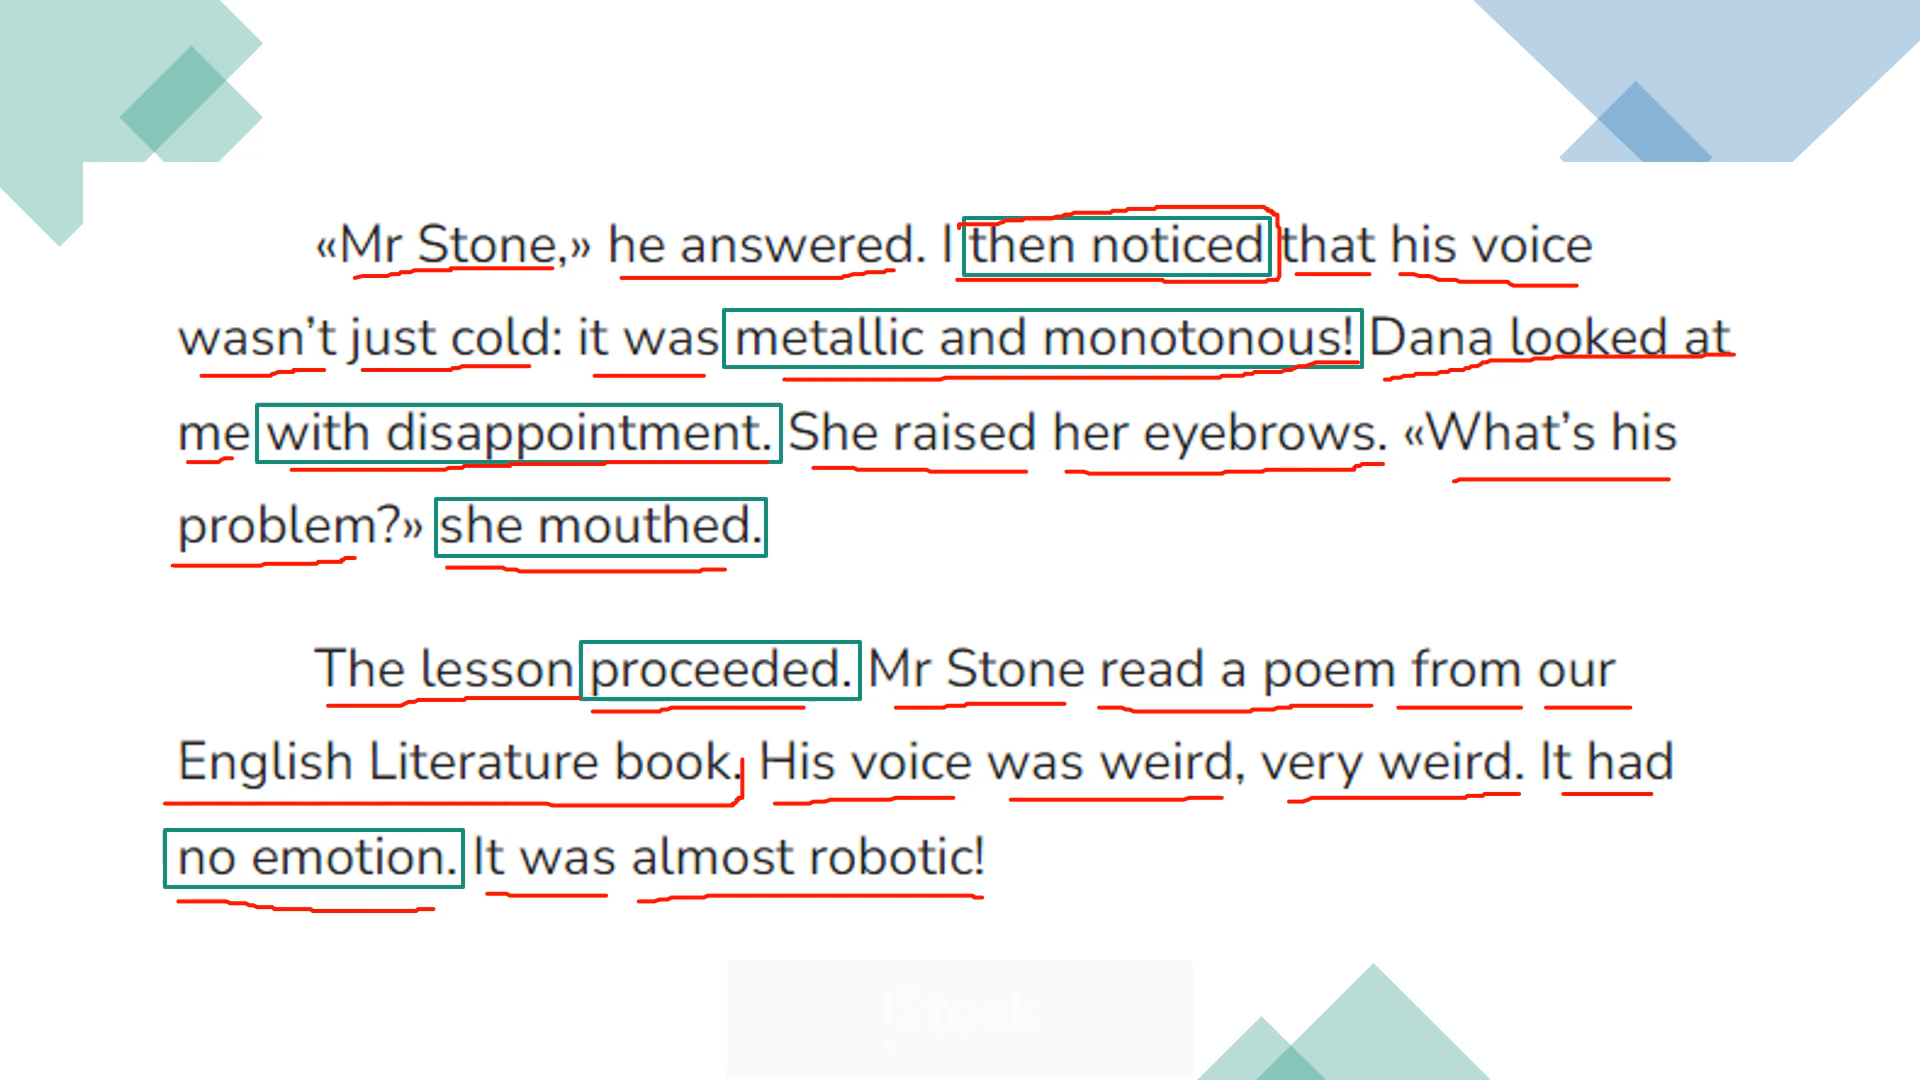 «Mr Stone,» he answered. I then noticed that his voice
wasn’t just cold: it was metallic and monotonous! Dana looked at
me with disappointment. She raised her eyebrows. «What’s his
problem?» she mouthed.
The lesson proceeded. Mr Stone read a poem from our
English Literature book. His voice was weird, very weird. It had
no emotion. It was almost robotic!